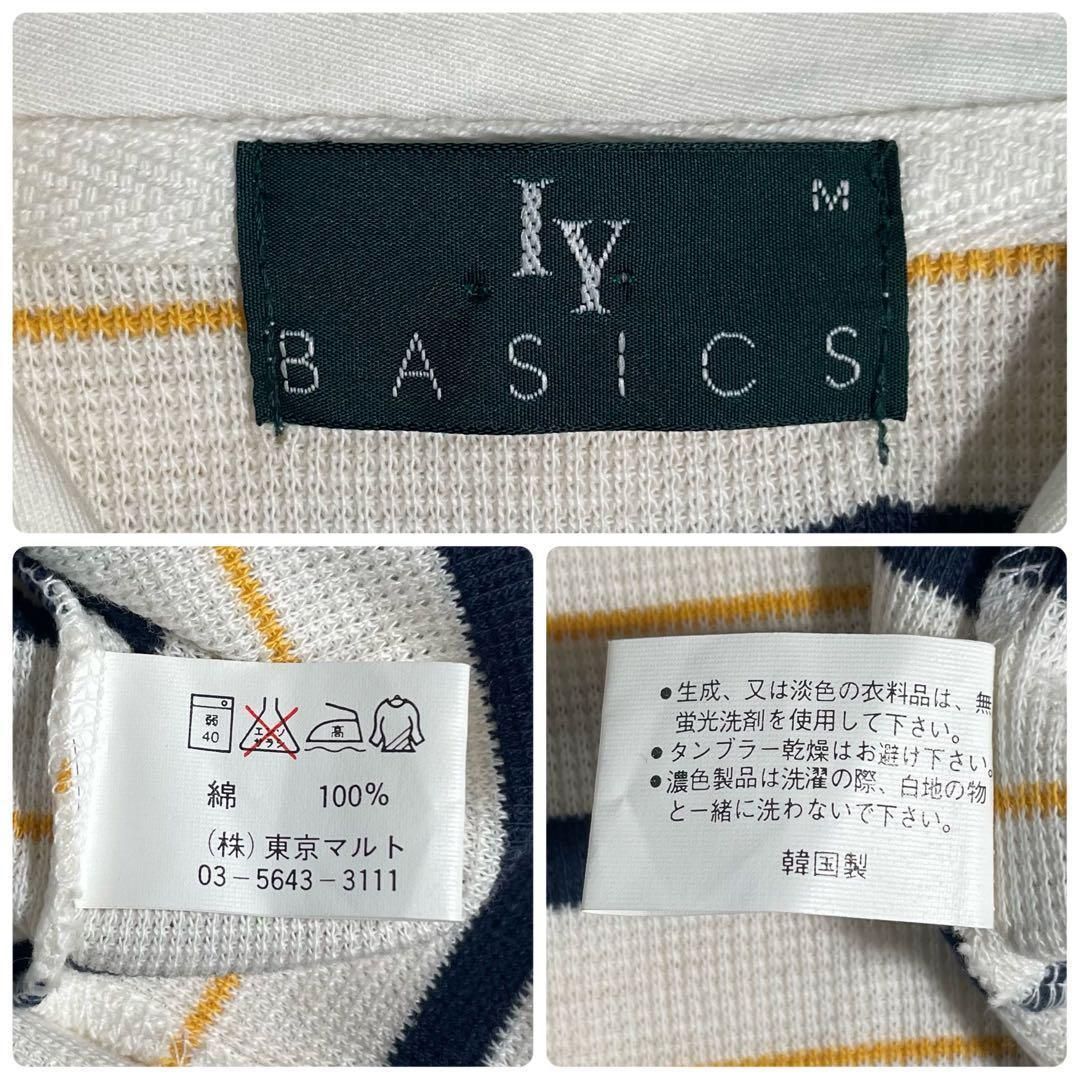 IY
M
BASICS
弱
40
エンソ
サラシ
高
綿 100%
(株)東京マルト
03-5643-3111
●生成、又は淡色の衣料品は、無
蛍光洗剤を使用して下さい。
●タンブラー乾燥はお避け下さい。
●濃色製品は洗濯の際、白地の物
と一緒に洗わないで下さい。
韓国製